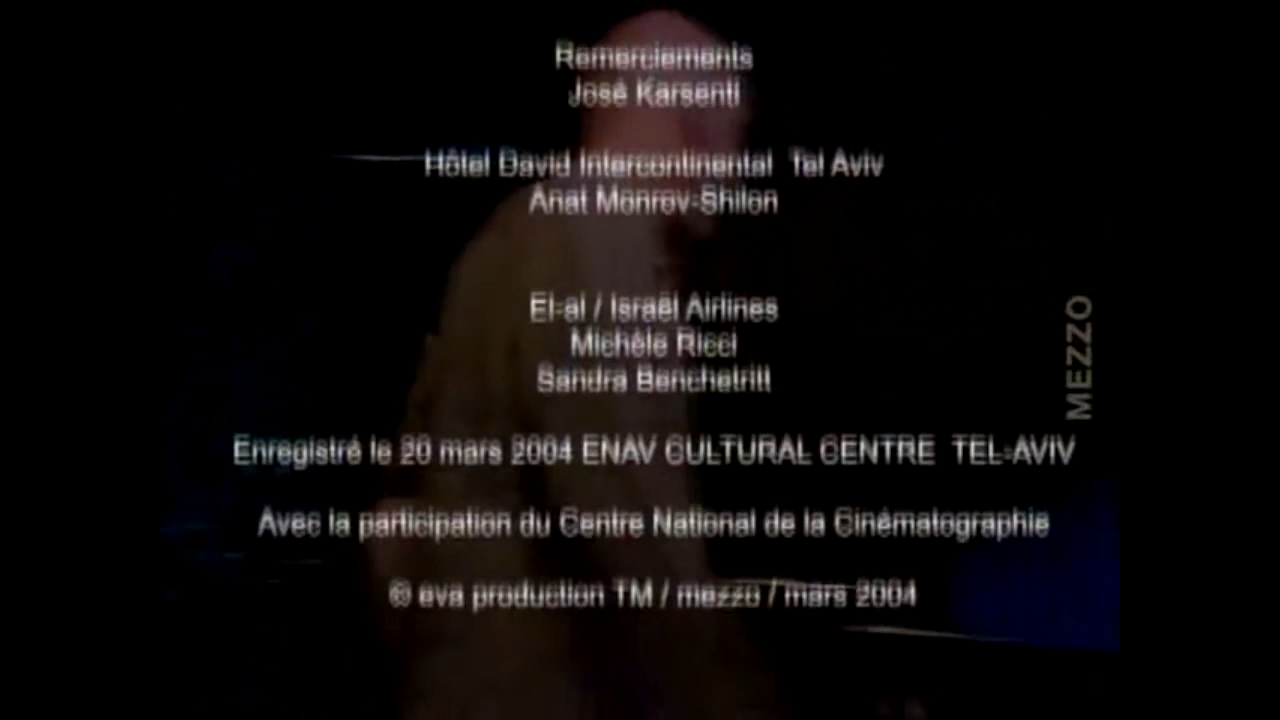 Remerciements
José Karsenti
Hôtel David Intercontinental Tel Aviv
Anat Monrov-Shilon
El-al / Israël Airlines
Michèle Ricci
Sandra Benchetritt
MEZZO
Enregistré le 20 mars 2004 ENAV CULTURAL CENTRE TEL-AVIV
Avec la participation du Centre National de la Cinématographie
© eva production TM / mezzo / mars 2004